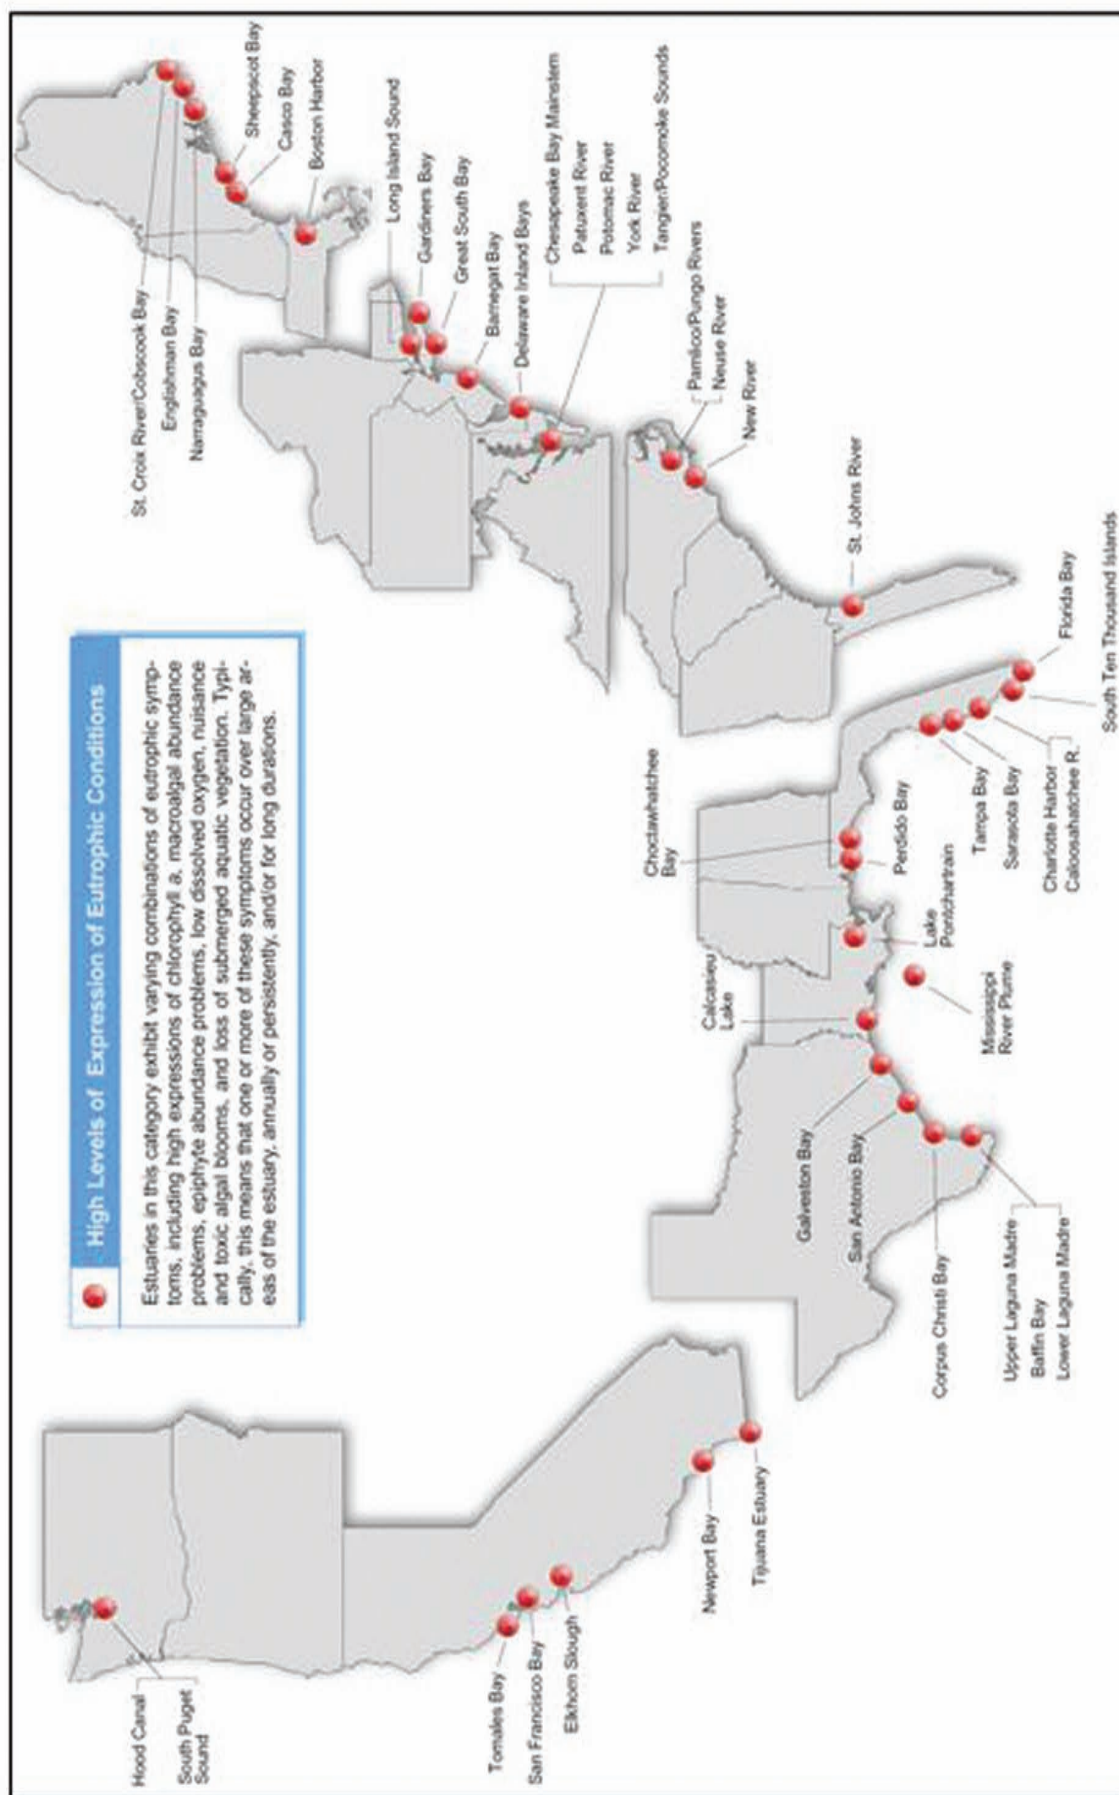 High Levels of Expression of Eutrophic Conditions
Estuaries in this category exhibit varying combinations of eutrophic symp-
toms, including high expressions of chlorophyll a, macroalgal abundance
problems, epiphyte abundance problems, low dissolved oxygen, nuisance
and toxic algal blooms, and loss of submerged aquatic vegetation. Typi-
cally, this means that one or more of these symptoms occur over large ar-
eas of the estuary, annually or persistently, and/or for long durations.
Hood Canal
South Puget
Sound
Tomales Bay
San Francisco Bay
Elkhorn Slough
Newport Bay
Tijuana Estuary
Galveston Bay
San Antonio Bay
Corpus Christi Bay
Upper Laguna Madre
Baffin Bay
Lower Laguna Madre
Calcasieu
Lake
Mississippi
River Plume
Lake
Pontchartrain
Choctawhatchee
Bay
Perdido Bay
Tampa Bay
Sarasota Bay
Charlotte Harbor
Caloosahatchee R.
South Ten Thousand Islands
Florida Bay
St. Johns River
New River
Neuse River
Pamlico/Pungo Rivers
Chesapeake Bay Mainstem
Patuxent River
Potomac River
York River
Tangier/Pocomoke Sounds
Delaware Inland Bays
Barnegat Bay
Great South Bay
Gardiners Bay
Long Island Sound
Boston Harbor
Casco Bay
Sheepscot Bay
St. Croix River/Cobscook Bay
Englishman Bay
Narraguagus Bay